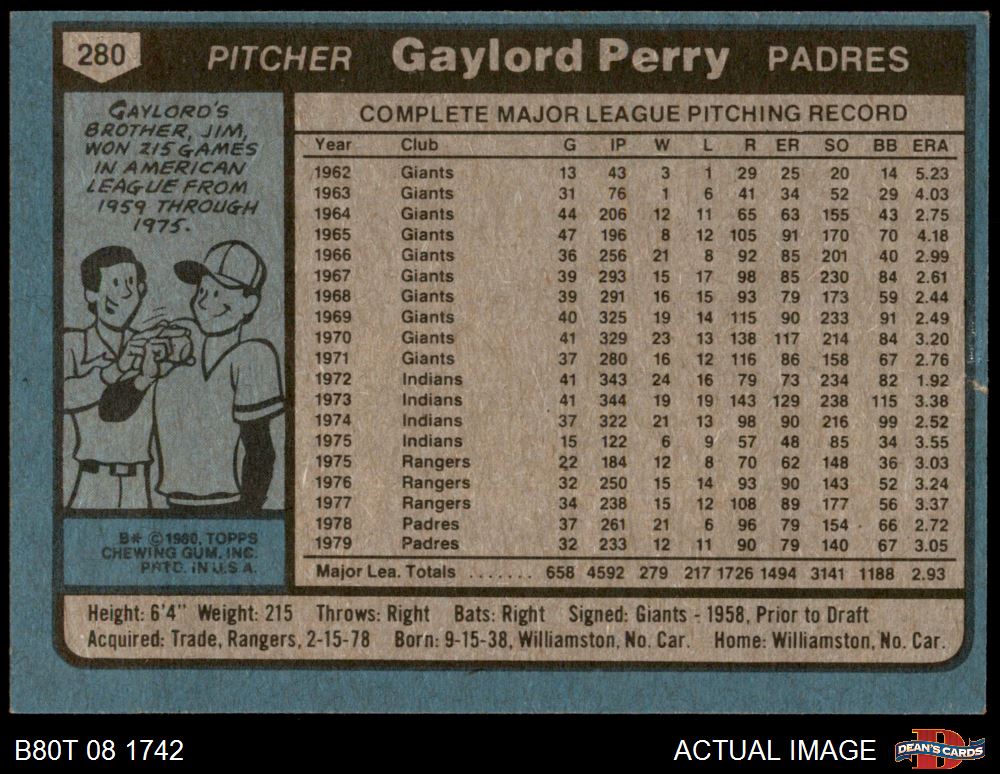 280 PITCHER Gaylord Perry PADRES
GAYLORD'S
BROTHER, JIM,
WON 215 GAMES
IN AMERICAN
LEAGUE FROM
1959 THROUGH
1975.
B* © 1980, TOPPS
CHEWING GUM, INC.
PRTD. IN U.S.A.
COMPLETE MAJOR LEAGUE PITCHING RECORD
Year Club G IP W L R ER SO BB ERA
1962 Giants 13 43 3 1 29 25 20 14 5.23
1963 Giants 31 76 1 6 41 34 52 29 4.03
1964 Giants 44 206 12 11 65 63 155 43 2.75
1965 Giants 47 196 8 12 105 91 170 70 4.18
1966 Giants 36 256 21 8 92 85 201 40 2.99
1967 Giants 39 293 15 17 98 85 230 84 2.61
1968 Giants 39 291 16 15 93 79 173 59 2.44
1969 Giants 40 325 19 14 115 90 233 91 2.49
1970 Giants 41 329 23 13 138 117 214 84 3.20
1971 Giants 37 280 16 12 116 86 158 67 2.76
1972 Indians 41 343 24 16 79 73 234 82 1.92
1973 Indians 41 344 19 19 143 129 238 115 3.38
1974 Indians 37 322 21 13 98 90 216 99 2.52
1975 Indians 15 122 6 9 57 48 85 34 3.55
1975 Rangers 22 184 12 8 70 62 148 36 3.03
1976 Rangers 32 250 15 14 93 90 143 52 3.24
1977 Rangers 34 238 15 12 108 89 177 56 3.37
1978 Padres 37 261 21 6 96 79 154 66 2.72
1979 Padres 32 233 12 11 90 79 140 67 3.05
Major Lea. Totals ....... 658 4592 279 217 1726 1494 3141 1188 2.93
Height: 6'4" Weight: 215 Throws: Right Bats: Right Signed: Giants - 1958, Prior to Draft
Acquired: Trade, Rangers, 2-15-78 Born: 9-15-38, Williamston, No. Car. Home: Williamston, No. Car.
B80T 08 1742 ACTUAL IMAGE DEAN'S CARDS